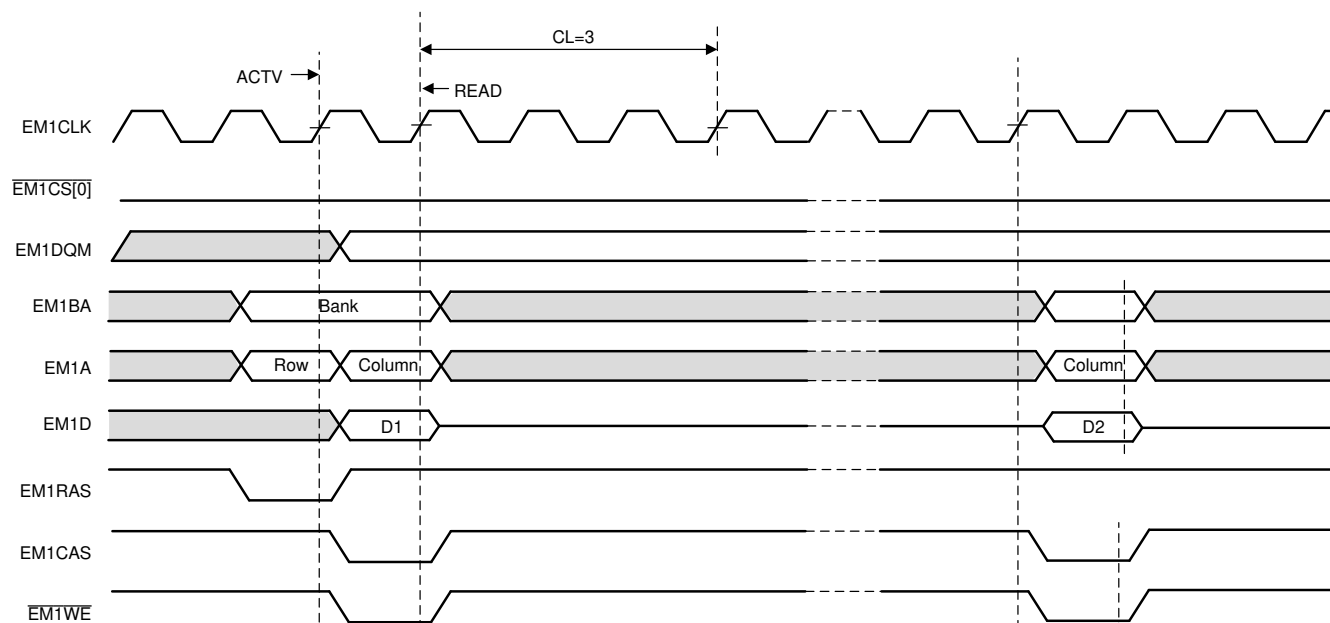 CL=3
ACTV
READ
EM1CLK
EM1CS[0]
EM1DQM
EM1BA
Bank
EM1A
Row
Column
Column
EM1D
D1
D2
EM1RAS
EM1CAS
EM1WE